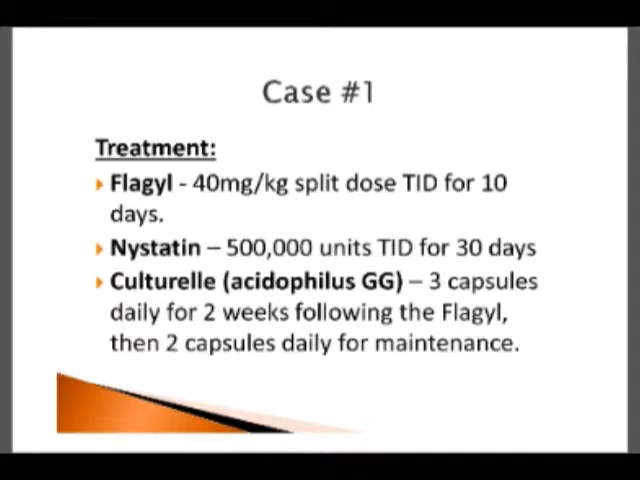 Case #1
Treatment:
Flagyl - 40mg/kg split dose TID for 10
days.
Nystatin – 500,000 units TID for 30 days
Culturelle (acidophilus GG) – 3 capsules
daily for 2 weeks following the Flagyl,
then 2 capsules daily for maintenance.